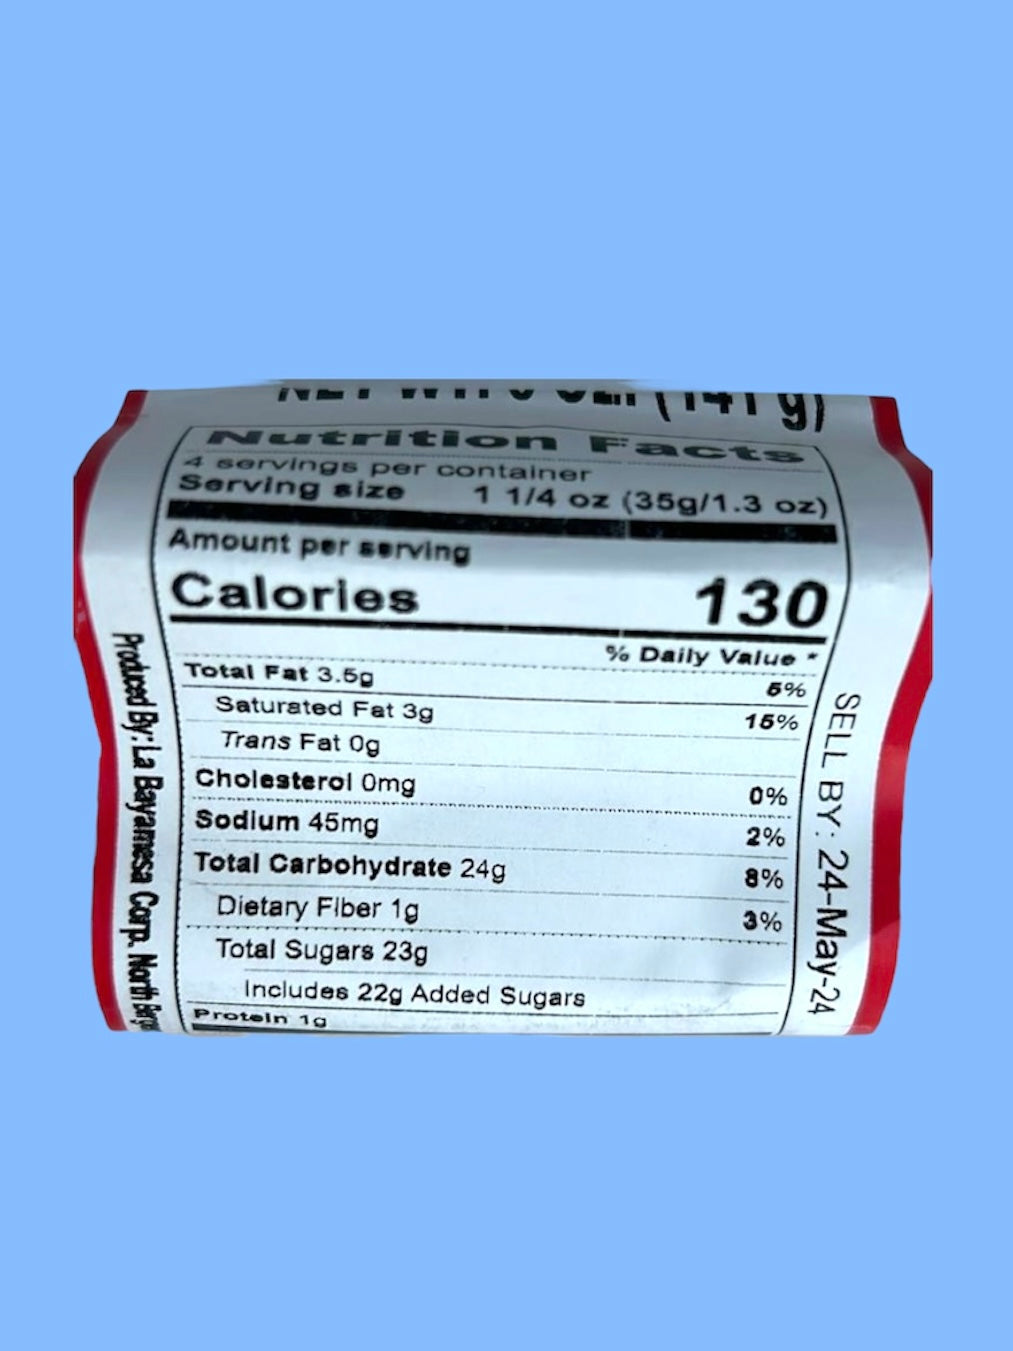 (141 g)
Nutrition Facts
4 servings per container
Serving size 1 1/4 oz (35g/1.3 oz)
Amount per serving
Calories 130
% Daily Value *
Total Fat 3.5g 5%
Saturated Fat 3g 15%
Trans Fat 0g
Cholesterol 0mg 0%
Sodium 45mg 2%
Total Carbohydrate 24g 8%
Dietary Fiber 1g 3%
Total Sugars 23g
Includes 22g Added Sugars
Protein 1g
Produced By: La Bayamesa Corp. North
SELL BY: 24-May-24